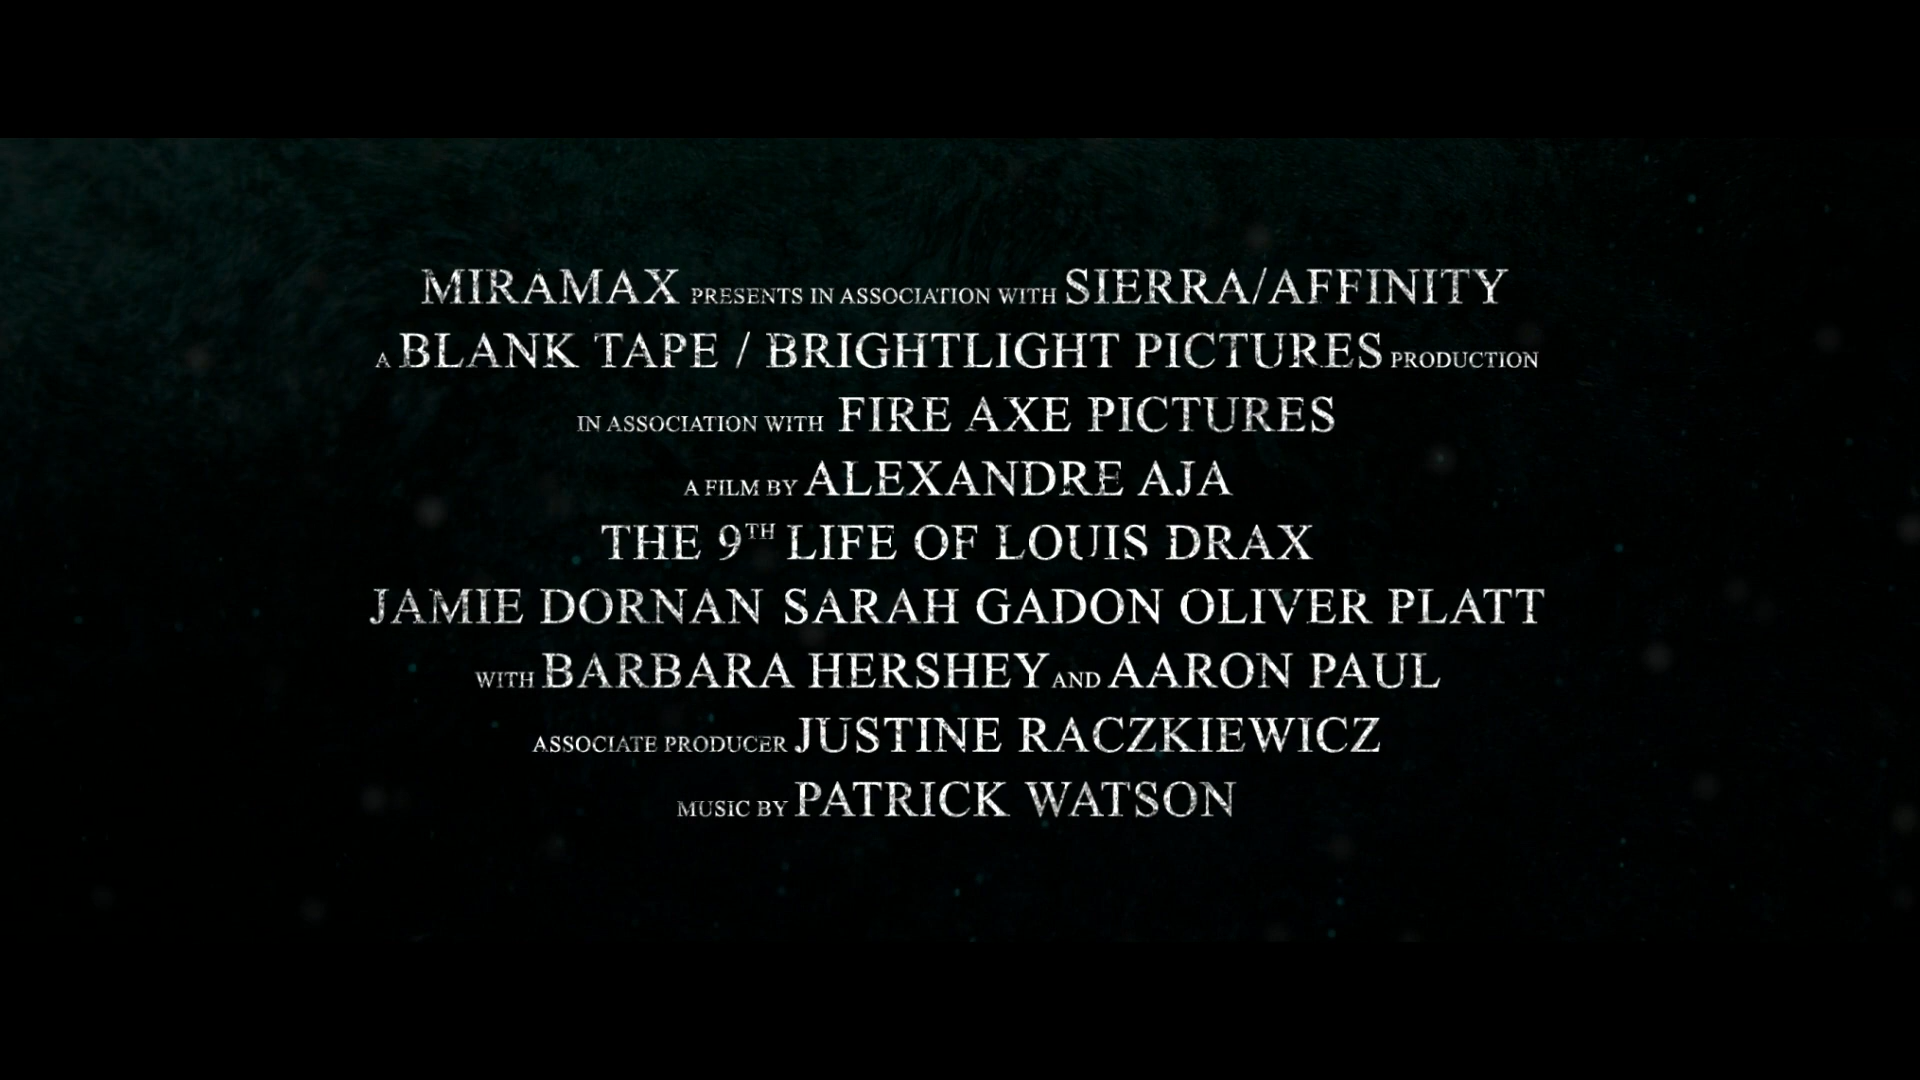 MIRAMAX PRESENTS IN ASSOCIATION WITH SIERRA/AFFINITY
A BLANK TAPE / BRIGHTLIGHT PICTURES PRODUCTION
IN ASSOCIATION WITH FIRE AXE PICTURES
A FILM BY ALEXANDRE AJA
THE 9TH LIFE OF LOUIS DRAX
JAMIE DORNAN SARAH GADON OLIVER PLATT
WITH BARBARA HERSHEY AND AARON PAUL
ASSOCIATE PRODUCER JUSTINE RACZKIEWICZ
MUSIC BY PATRICK WATSON